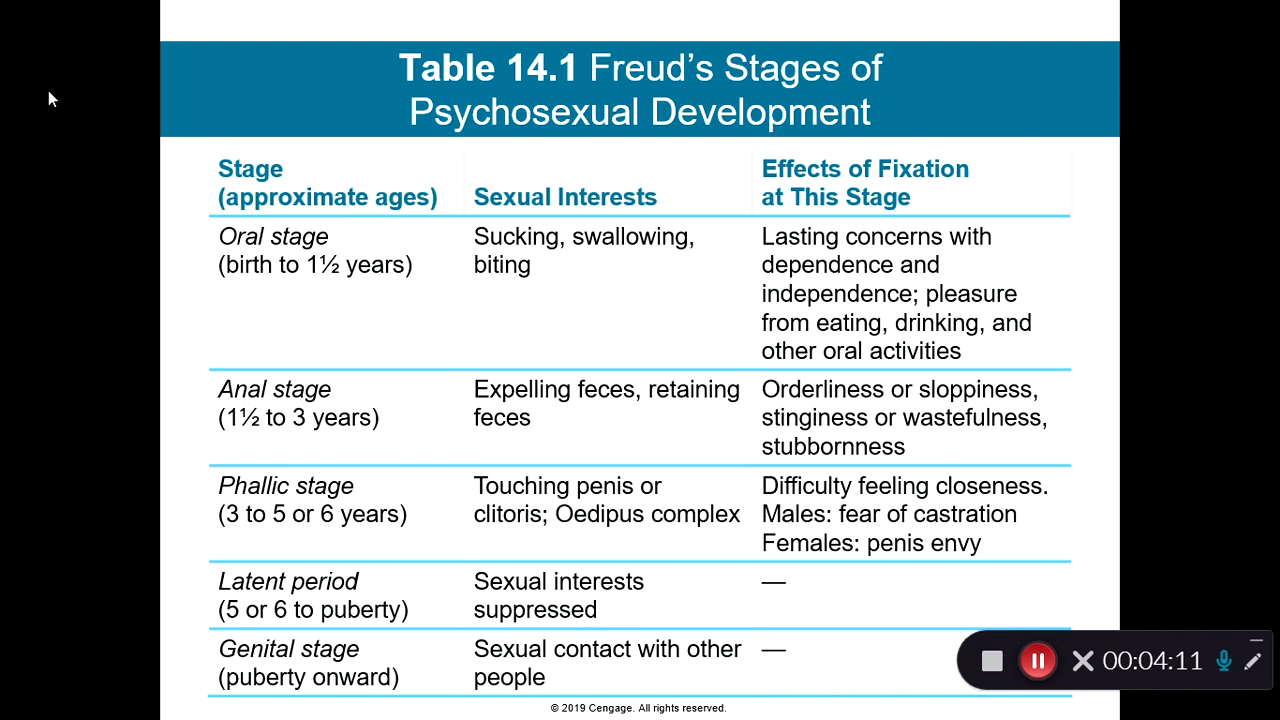 Table 14.1 Freud’s Stages of
Psychosexual Development
Stage
(approximate ages)
Sexual Interests
Effects of Fixation
at This Stage
Oral stage
(birth to 1½ years)
Sucking, swallowing,
biting
Lasting concerns with
dependence and
independence; pleasure
from eating, drinking, and
other oral activities
Anal stage
(1½ to 3 years)
Expelling feces, retaining
feces
Orderliness or sloppiness,
stinginess or wastefulness,
stubbornness
Phallic stage
(3 to 5 or 6 years)
Touching penis or
clitoris; Oedipus complex
Difficulty feeling closeness.
Males: fear of castration
Females: penis envy
Latent period
(5 or 6 to puberty)
Sexual interests
suppressed
—
Genital stage
(puberty onward)
Sexual contact with other
people
—
00:04:11
© 2019 Cengage. All rights reserved.